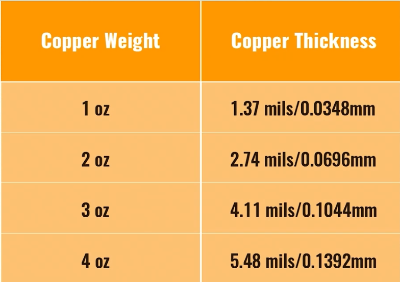 Copper Weight Copper Thickness
1 oz 1.37 mils/0.0348mm
2 oz 2.74 mils/0.0696mm
3 oz 4.11 mils/0.1044mm
4 oz 5.48 mils/0.1392mm